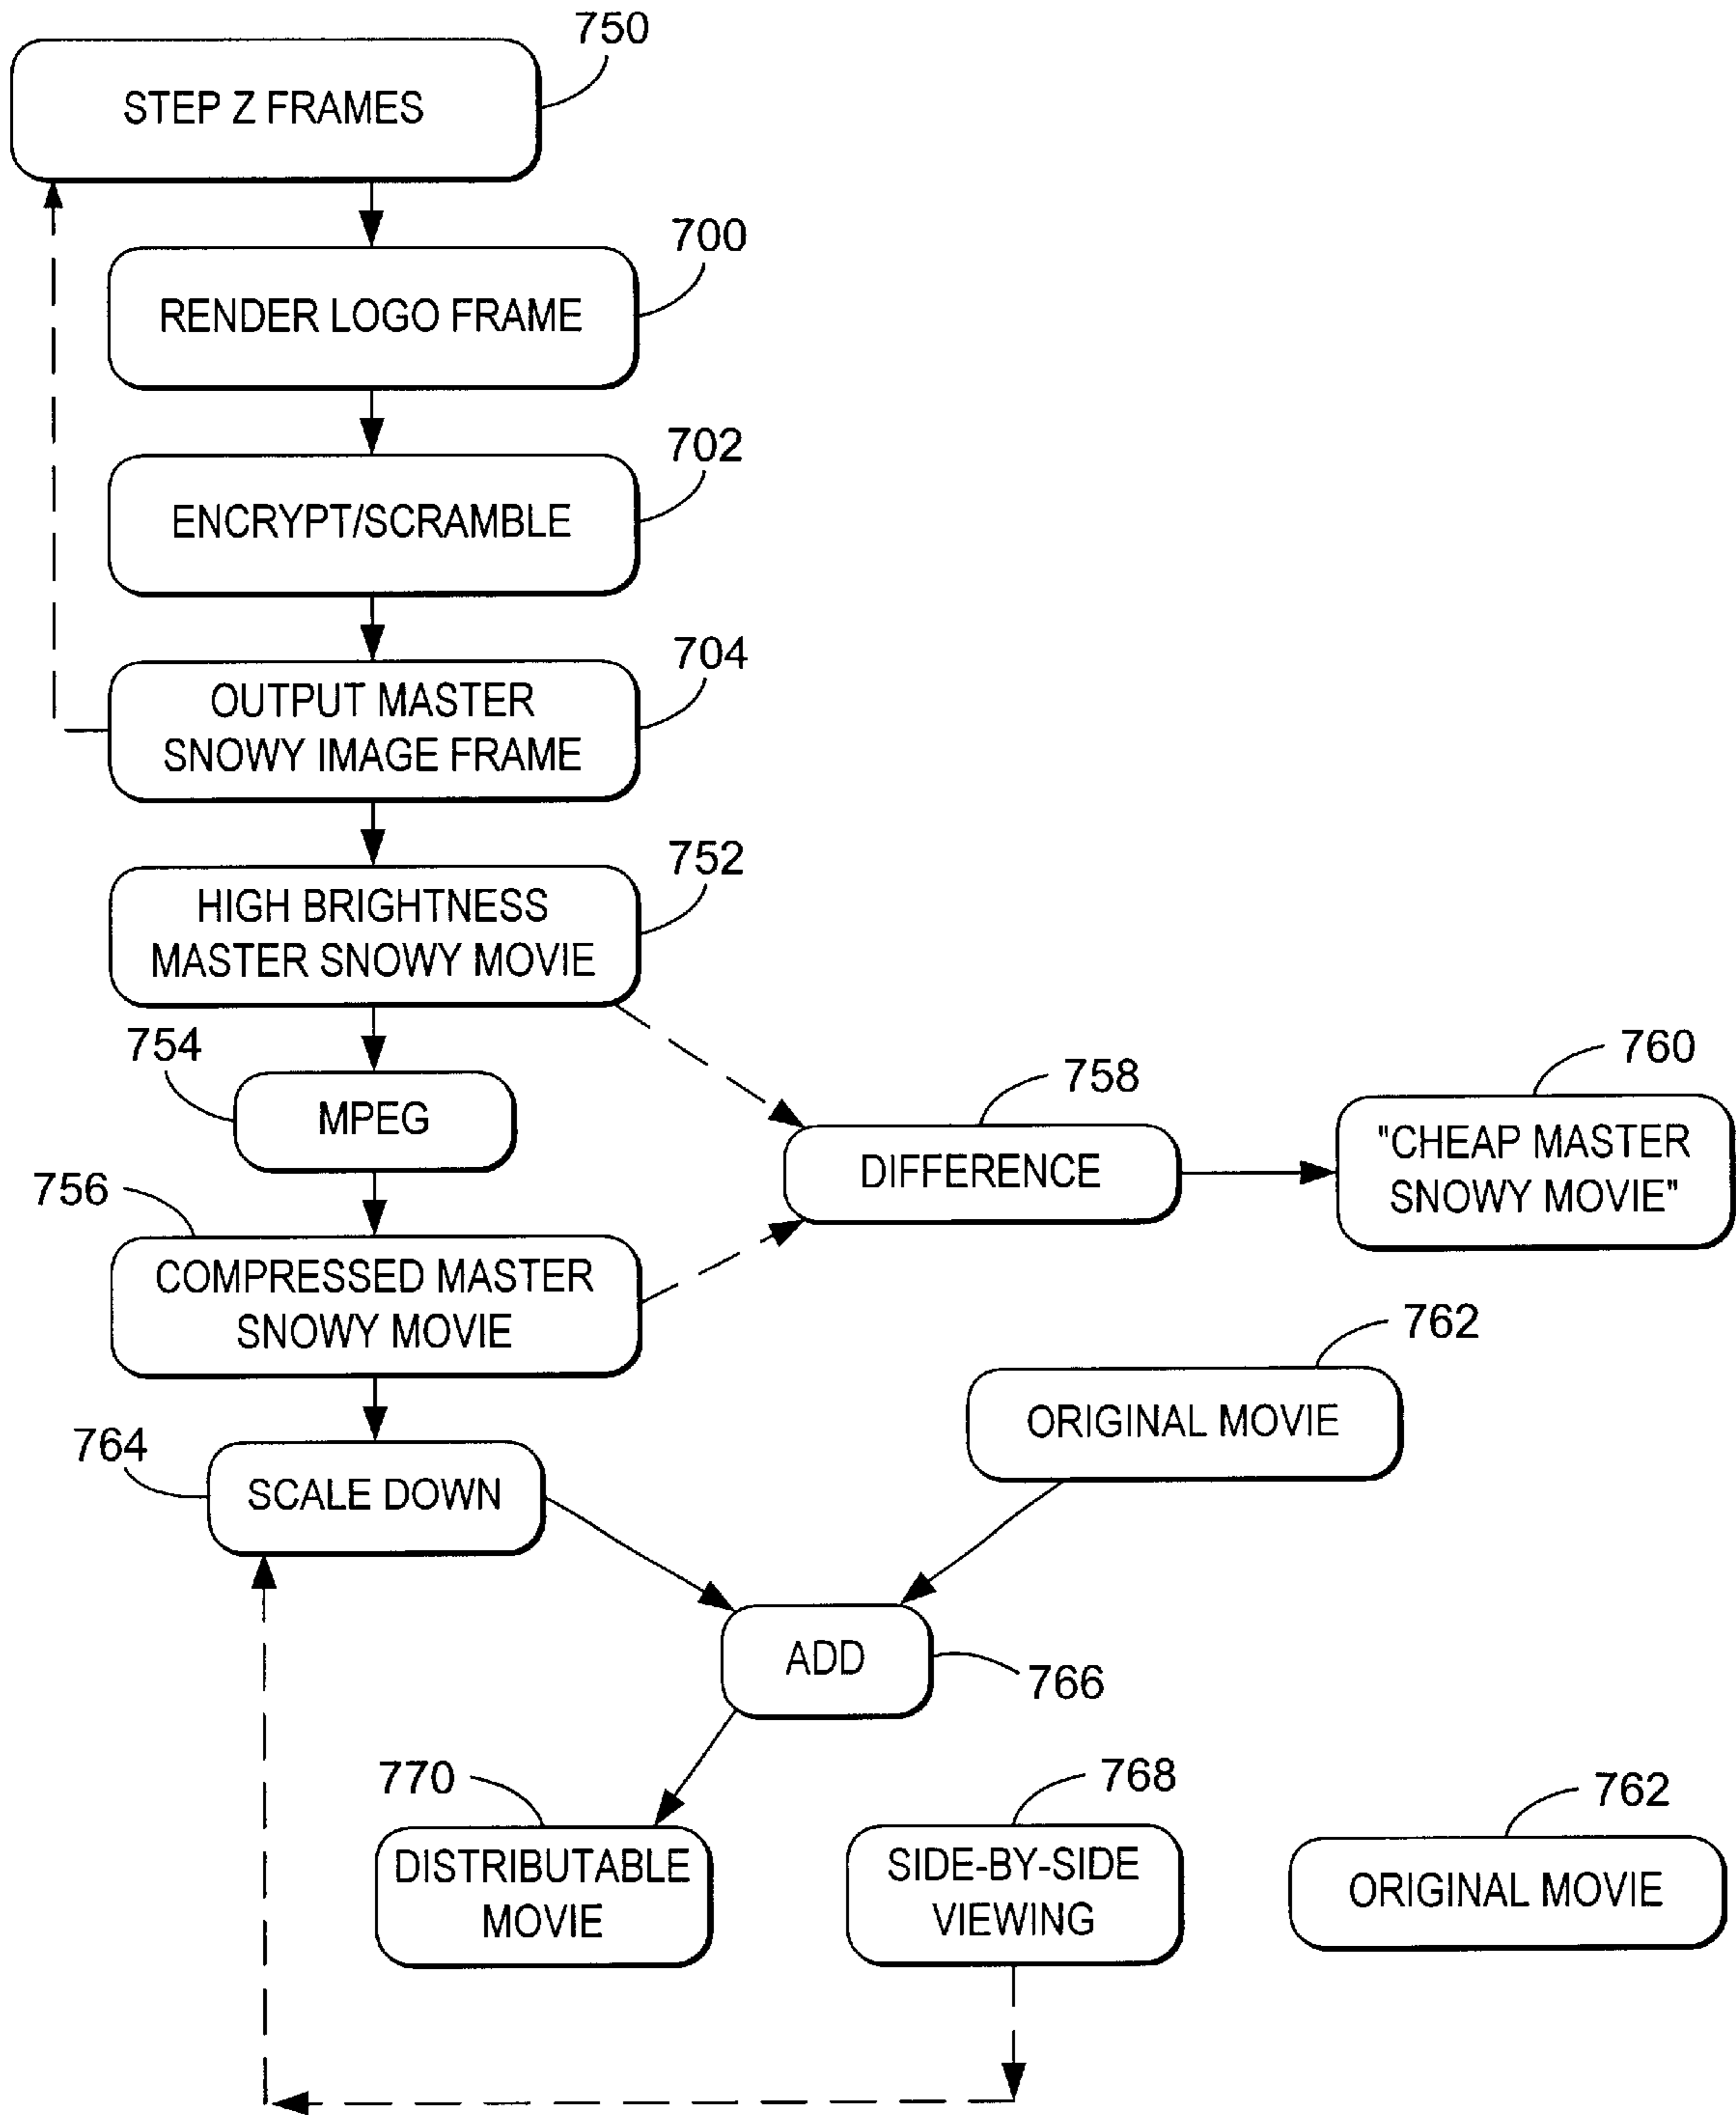 750
STEP Z FRAMES
700
RENDER LOGO FRAME
702
ENCRYPT/SCRAMBLE
704
OUTPUT MASTER
SNOWY IMAGE FRAME
752
HIGH BRIGHTNESS
MASTER SNOWY MOVIE
754
MPEG
758
DIFFERENCE
760
"CHEAP MASTER
SNOWY MOVIE"
756
COMPRESSED MASTER
SNOWY MOVIE
762
ORIGINAL MOVIE
764
SCALE DOWN
ADD
766
770
DISTRIBUTABLE
MOVIE
768
SIDE-BY-SIDE
VIEWING
762
ORIGINAL MOVIE